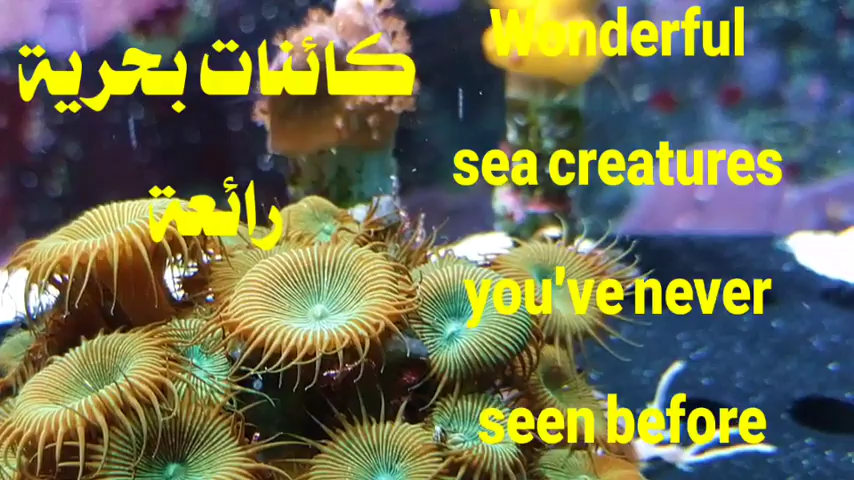 كائنات بحرية
رائعة
Wonderful
sea creatures
you've never
seen before